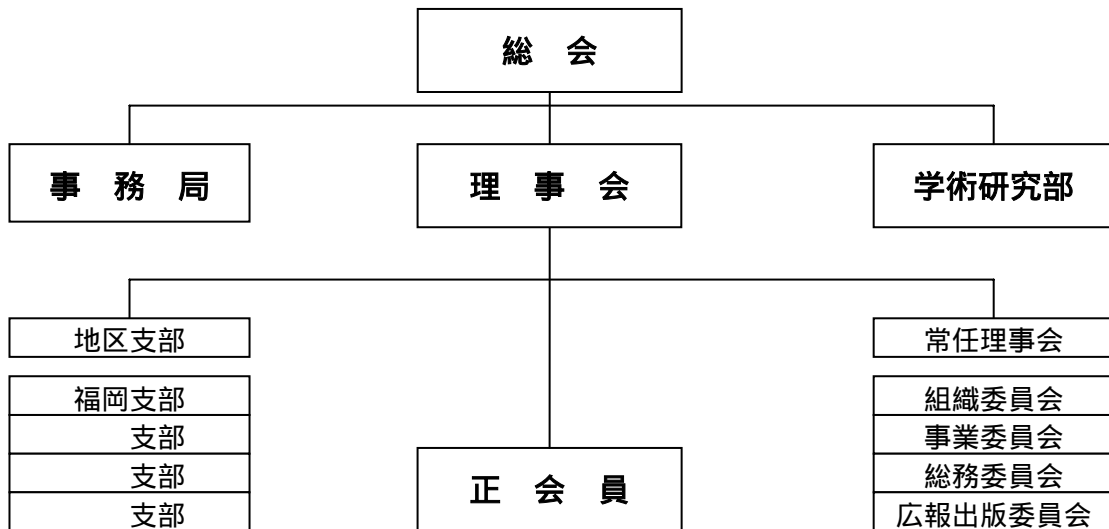 総 会
事 務 局
理 事 会
学術研究部
地区支部
常任理事会
福岡支部
支部
支部
支部
正 会 員
組織委員会
事業委員会
総務委員会
広報出版委員会